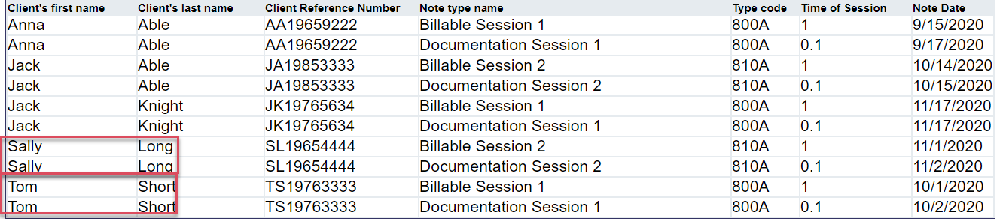 Client's first name Client's last name Client Reference Number Note type name Type code Time of Session Note Date
Anna Able AA19659222 Billable Session 1 800A 1 9/15/2020
Anna Able AA19659222 Documentation Session 1 800A 0.1 9/17/2020
Jack Able JA19853333 Billable Session 2 810A 1 10/14/2020
Jack Able JA19853333 Documentation Session 2 810A 0.1 10/15/2020
Jack Knight JK19765634 Billable Session 1 800A 1 11/17/2020
Jack Knight JK19765634 Documentation Session 1 800A 0.1 11/17/2020
Sally Long SL19654444 Billable Session 2 810A 1 11/1/2020
Sally Long SL19654444 Documentation Session 2 810A 0.1 11/2/2020
Tom Short TS19763333 Billable Session 1 800A 1 10/1/2020
Tom Short TS19763333 Documentation Session 1 800A 0.1 10/2/2020